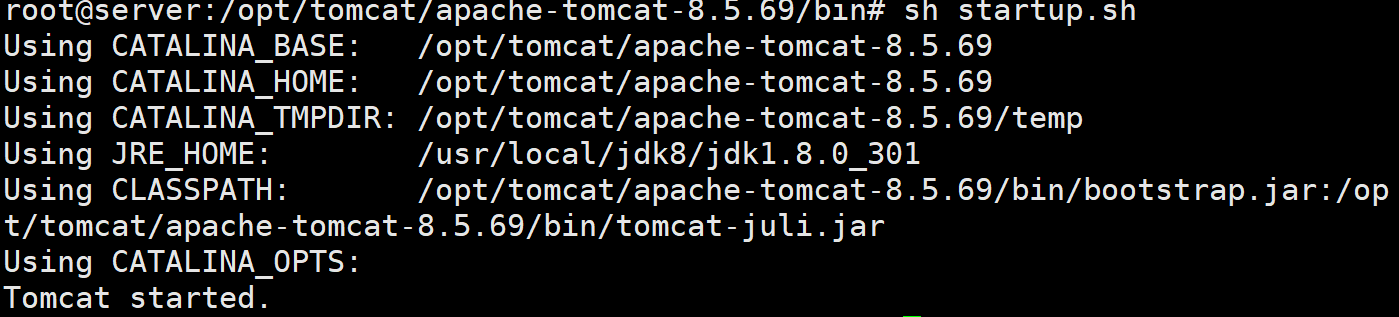 root@server:/opt/tomcat/apache-tomcat-8.5.69/bin# sh startup.sh
Using CATALINA_BASE:   /opt/tomcat/apache-tomcat-8.5.69
Using CATALINA_HOME:   /opt/tomcat/apache-tomcat-8.5.69
Using CATALINA_TMPDIR: /opt/tomcat/apache-tomcat-8.5.69/temp
Using JRE_HOME:        /usr/local/jdk8/jdk1.8.0_301
Using CLASSPATH:       /opt/tomcat/apache-tomcat-8.5.69/bin/bootstrap.jar:/op
t/tomcat/apache-tomcat-8.5.69/bin/tomcat-juli.jar
Using CATALINA_OPTS:
Tomcat started.